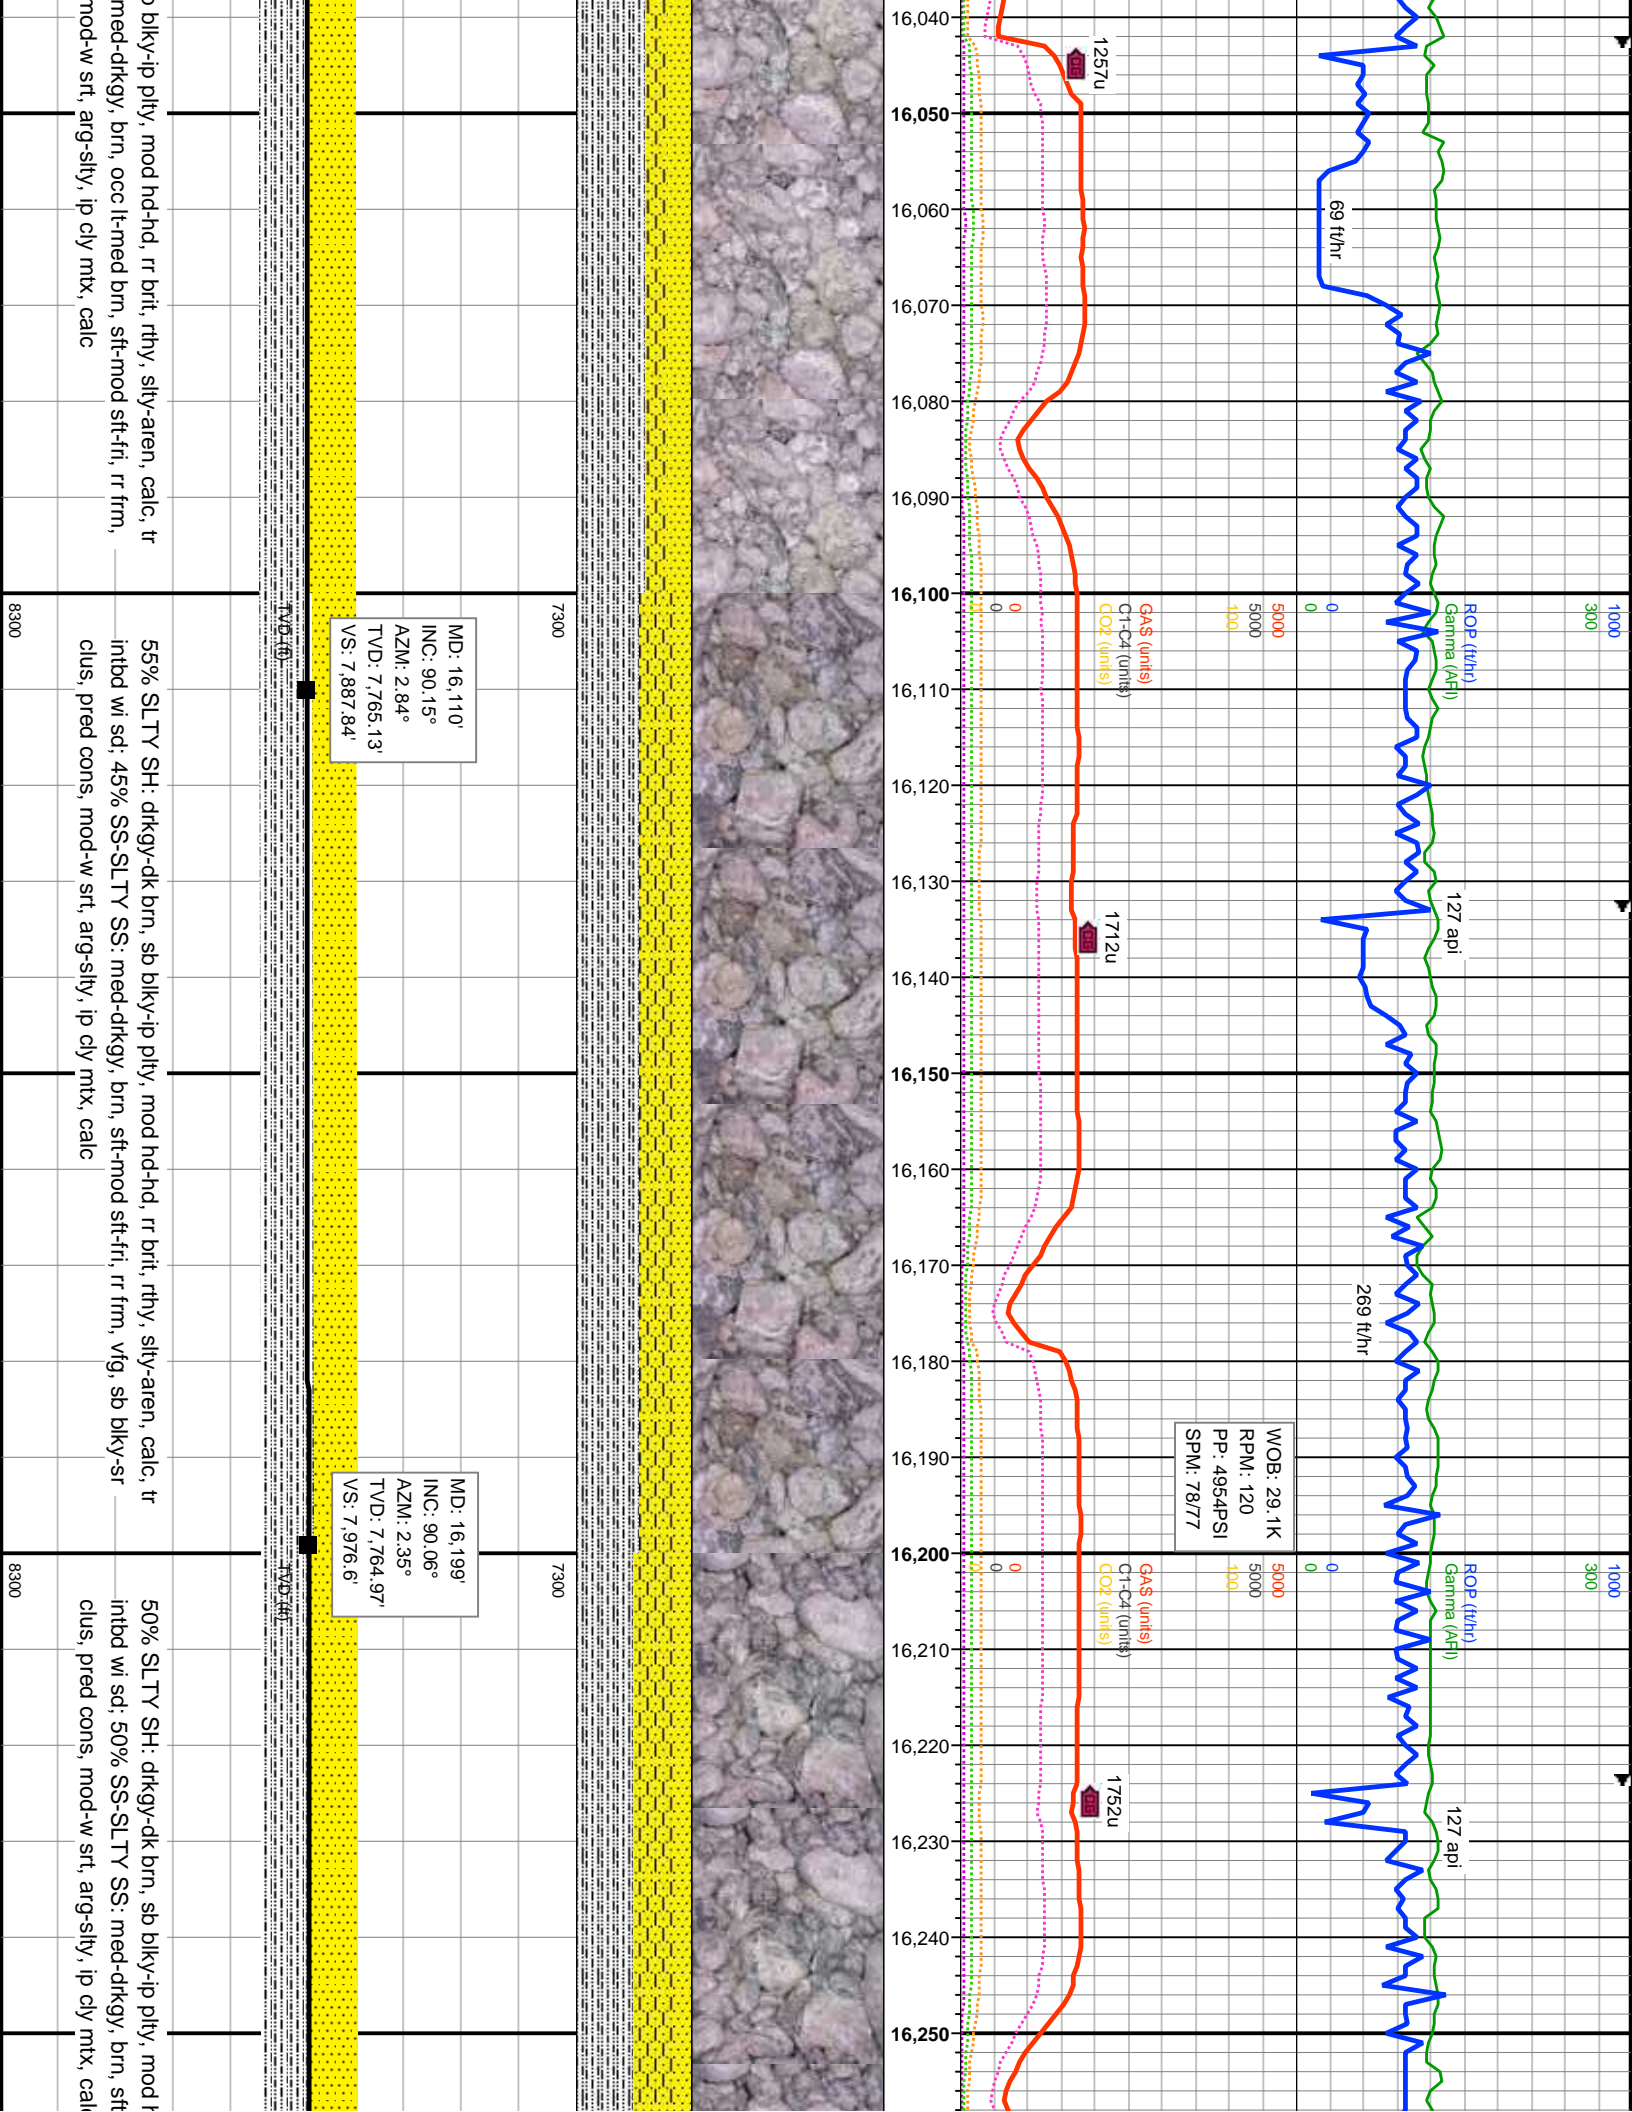 16,040
16,050
16,060
16,070
16,080
16,090
16,100
16,110
16,120
16,130
16,140
16,150
16,160
16,170
16,180
16,190
16,200
16,210
16,220
16,230
16,240
16,250
1257u
69 ft/hr
1000
300
ROP (ft/hr)
Gamma (API)
0
0
5000
5000
100
GAS (units)
C1-C4 (units)
CO2 (units)
0
0
0
127 api
1712u
269 ft/hr
WOB: 29.1K
RPM: 120
PP: 4954PSI
SPM: 78/77
1000
300
ROP (ft/hr)
Gamma (API)
0
0
5000
5000
100
GAS (units)
C1-C4 (units)
CO2 (units)
0
0
0
1752u
127 api
blky-ip plty, mod hd-hd, rr brit, rthy, slty-aren, calc, tr
med-drkgy, brn, occ lt-med brn, sft-mod sft-fri, rr frm,
mod-w srt, arg-slty, ip cly mtx, calc
7300
TVD (ft)
8300
MD: 16,110'
INC: 90.15°
AZM: 2.84°
TVD: 7,765.13'
VS: 7,887.84'
55% SLTY SH: drkgy-dk brn, sb blky-ip plty, mod hd-hd, rr brit, rthy, slty-aren, calc, tr
intbd wi sd; 45% SS-SLTY SS: med-drkgy, brn, sft-mod sft-fri, rr frm, vfg, sb blky-sr
clus, pred cons, mod-w srt, arg-slty, ip cly mtx, calc
MD: 16,199'
INC: 90.06°
AZM: 2.35°
TVD: 7,764.97'
VS: 7,976.6'
7300
TVD (ft)
8300
50% SLTY SH: drkgy-dk brn, sb blky-ip plty, mod
intbd wi sd; 50% SS-SLTY SS: med-drkgy, brn, sft
clus, pred cons, mod-w srt, arg-slty, ip cly mtx, calc